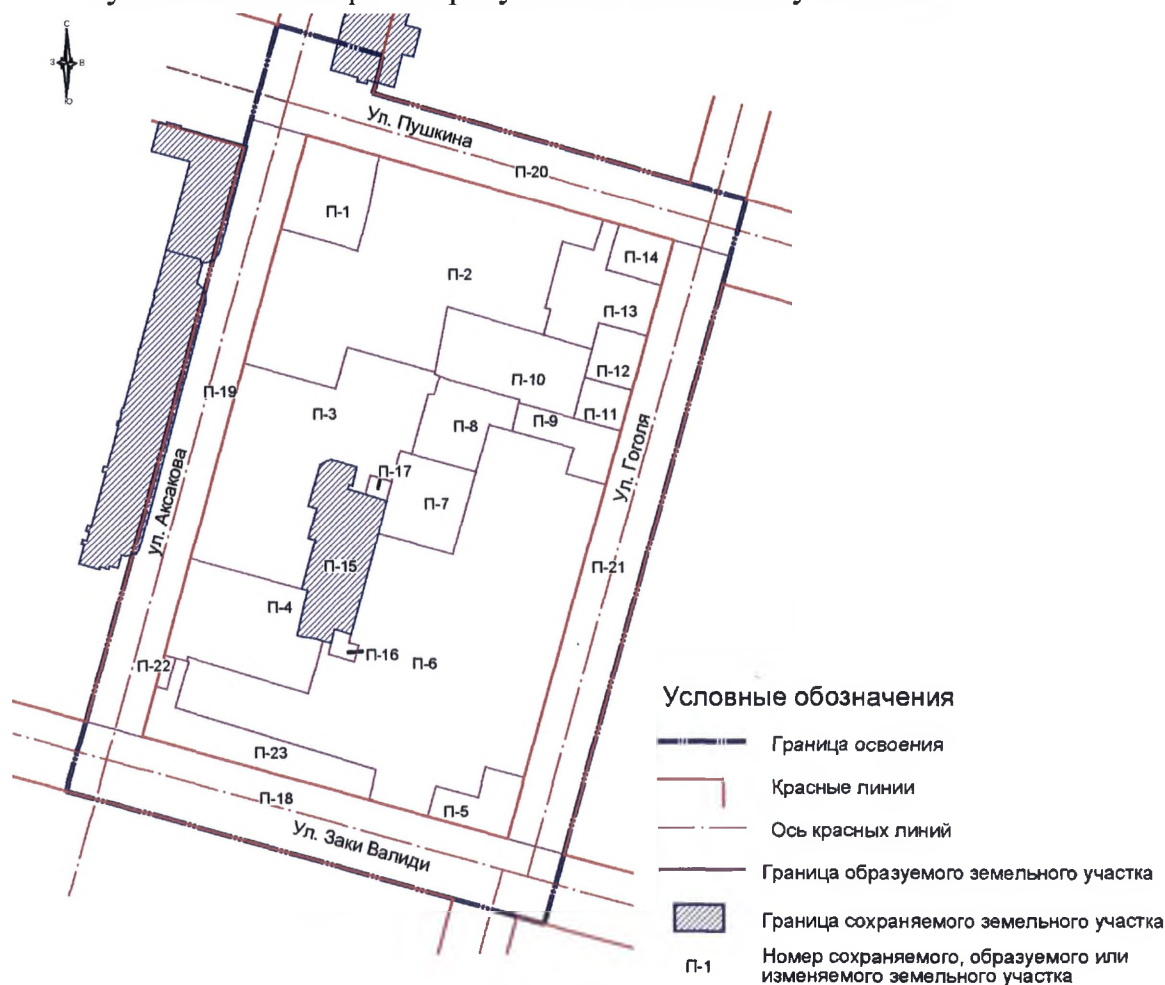 С
З В
Ю
Ул. Пушкина
П-20
П-1
П-14
П-2
П-13
П-12
П-10
П-19
П-3
П-11
П-9
П-8
Ул. Гоголя
П-17
П-7
ул. Аксакова
П-15
П-21
П-4
П-16
П-6
П-22
П-23
П-18
П-5
Ул. Заки Валиди
Условные обозначения
Граница освоения
Красные линии
Ось красных линий
Граница образуемого земельного участка
Граница сохраняемого земельного участка
П-1
Номер сохраняемого, образуемого или
изменяемого земельного участка